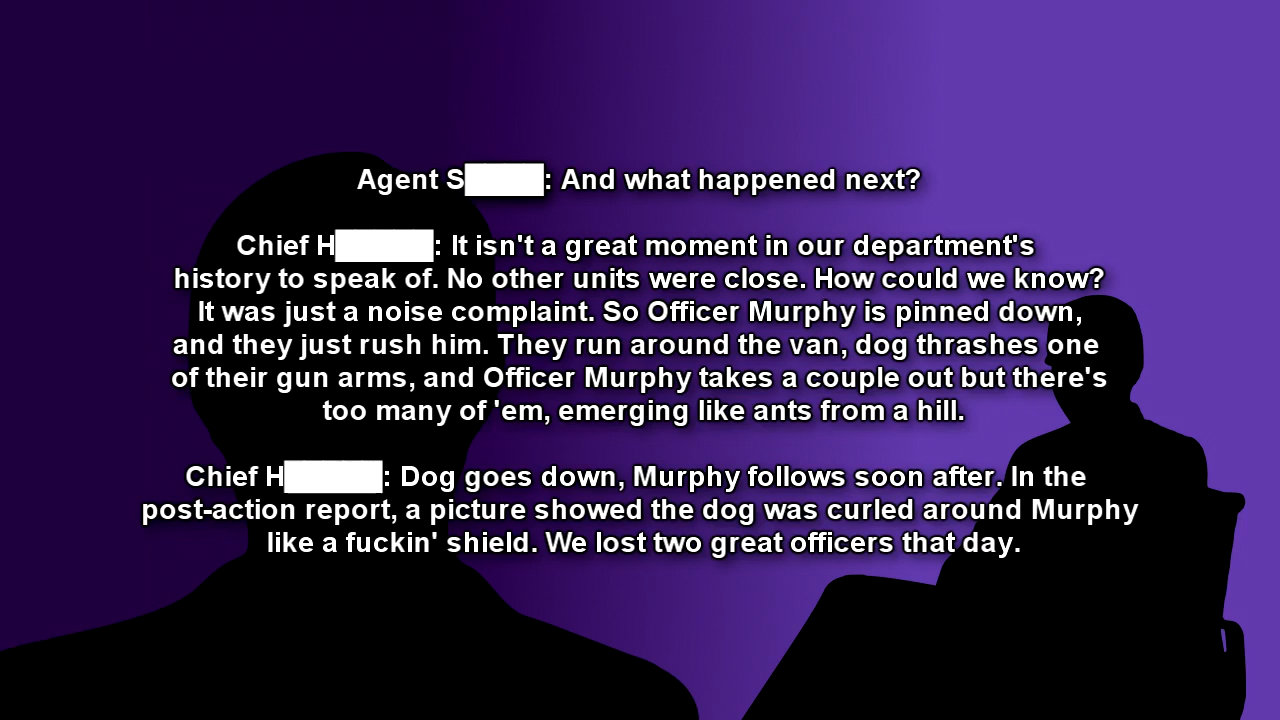 Agent S████: And what happened next?
Chief H█████: It isn't a great moment in our department's
history to speak of. No other units were close. How could we know?
It was just a noise complaint. So Officer Murphy is pinned down,
and they just rush him. They run around the van, dog thrashes one
of their gun arms, and Officer Murphy takes a couple out but there's
too many of 'em, emerging like ants from a hill.
Chief H█████: Dog goes down, Murphy follows soon after. In the
post-action report, a picture showed the dog was curled around Murphy
like a fuckin' shield. We lost two great officers that day.